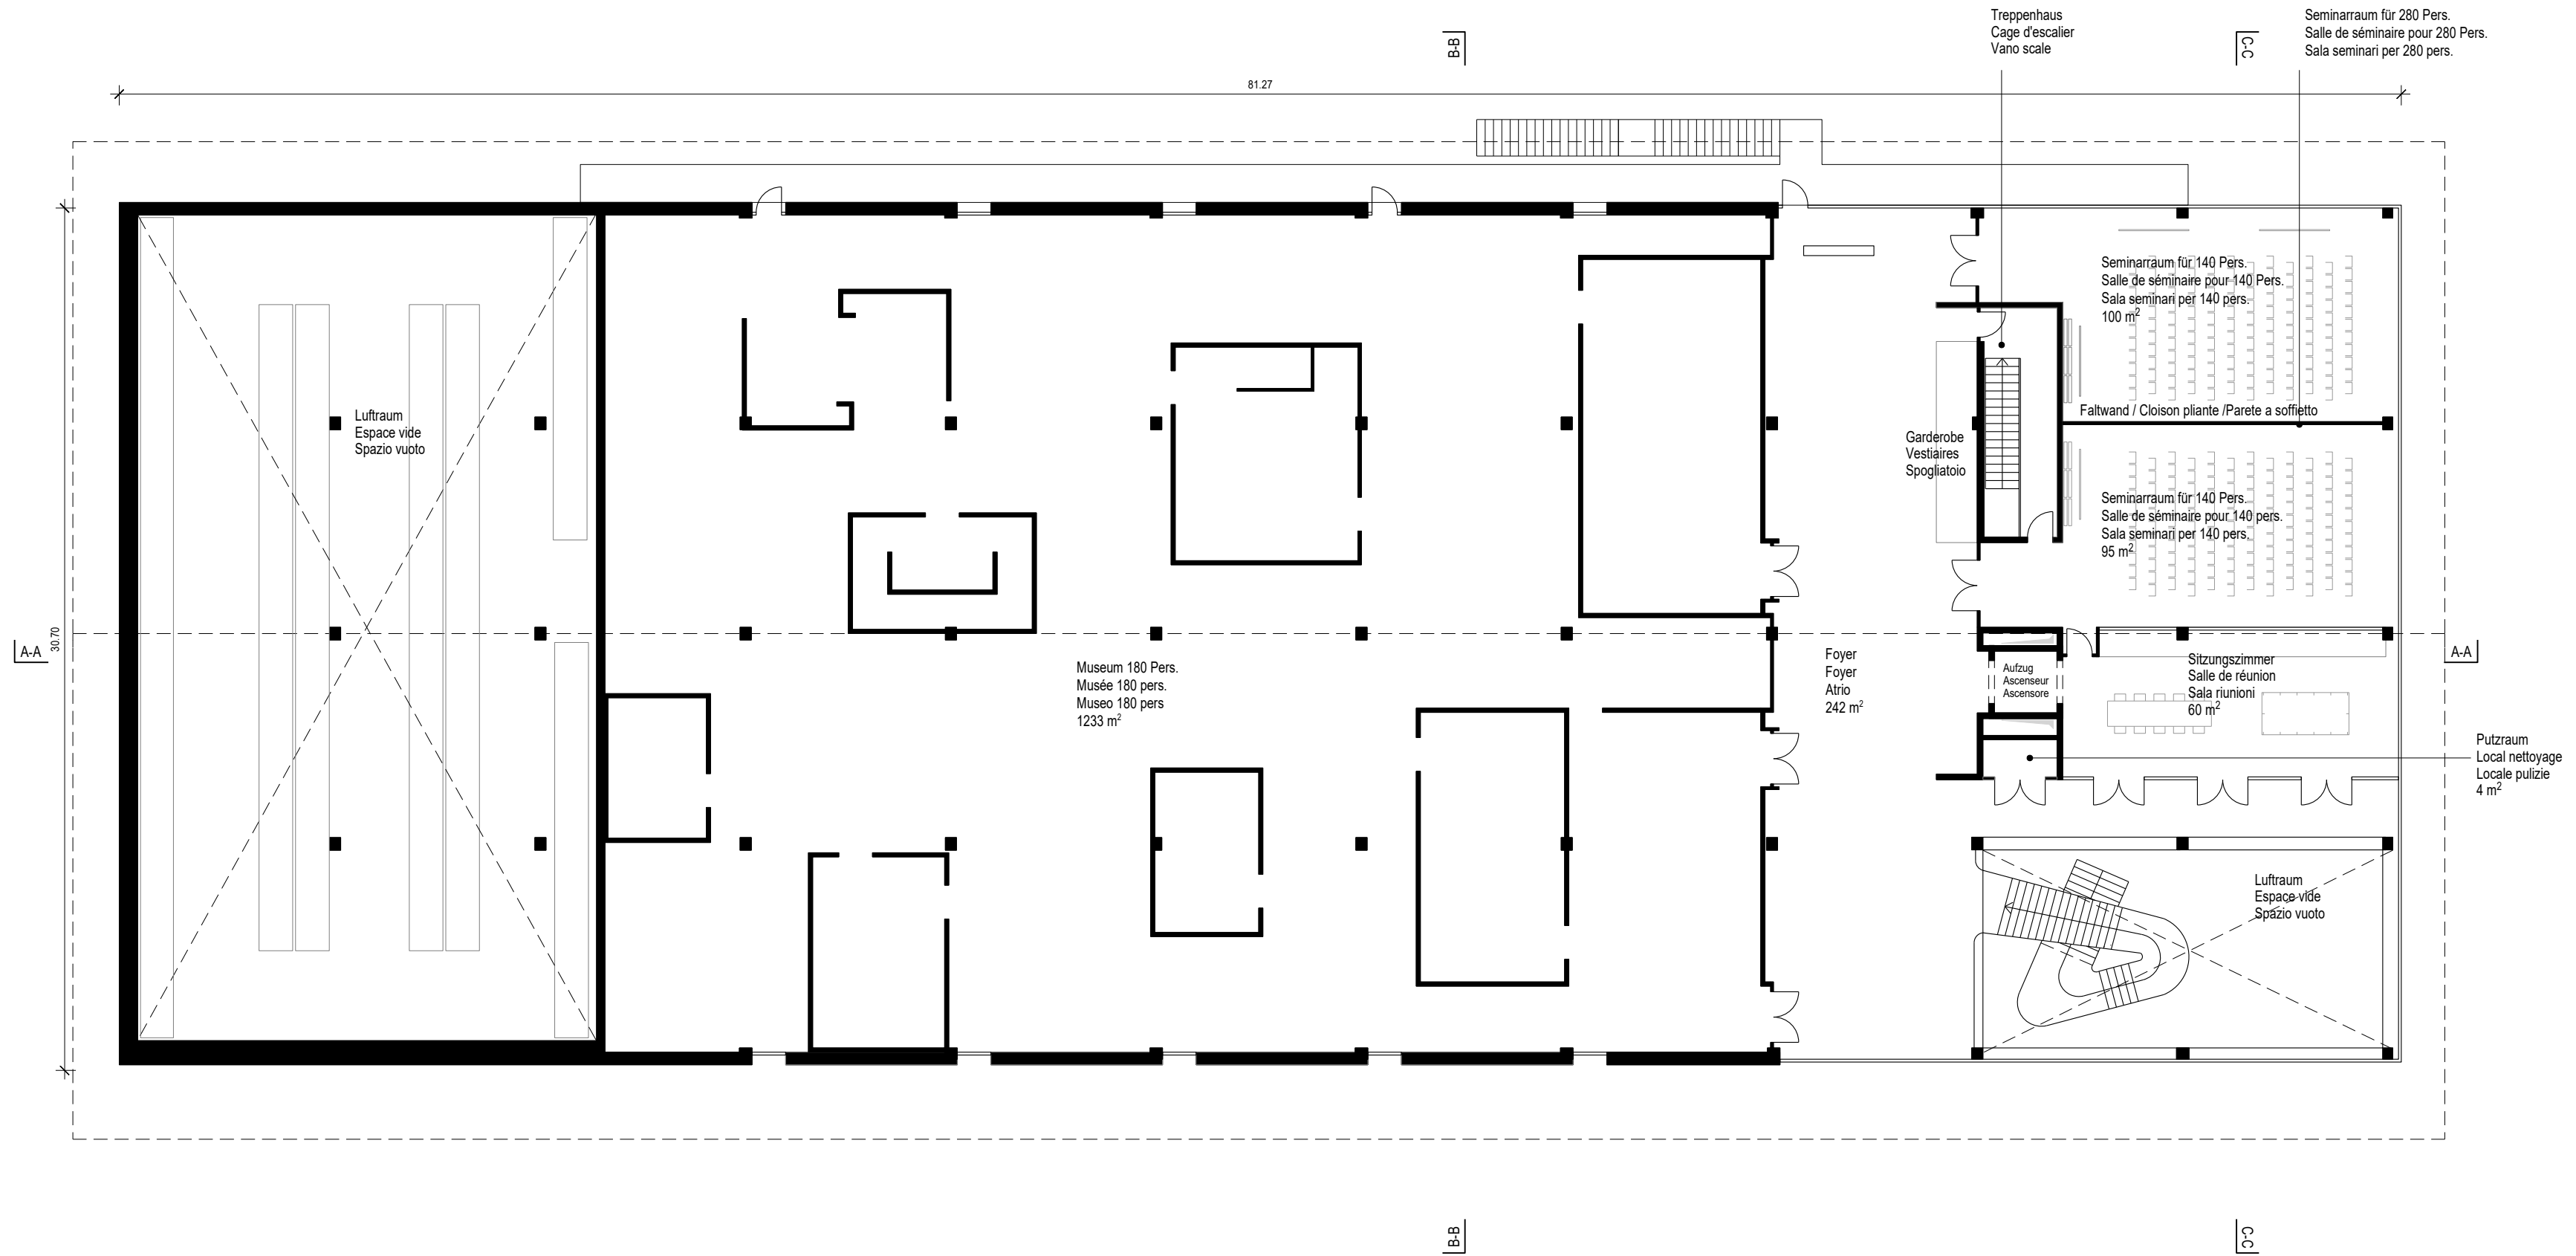 Treppenhaus
Cage d'escalier
Vano scale
Seminarraum für 280 Pers.
Salle de séminaire pour 280 Pers.
Sala seminari per 280 pers.
B-B
C-C
81.27
Seminarraum für 140 Pers.
Salle de séminaire pour 140 Pers.
Sala seminari per 140 pers.
100 m²
Faltwand / Cloison pliante /Parete a soffietto
Luftraum
Espace vide
Spazio vuoto
Garderobe
Vestiaires
Spogliatoio
Seminarraum für 140 Pers.
Salle de séminaire pour 140 pers.
Sala seminari per 140 pers.
95 m²
30.70
A-A
A-A
Museum 180 Pers.
Musée 180 pers.
Museo 180 pers
1233 m²
Foyer
Foyer
Atrio
242 m²
Aufzug
Ascenseur
Ascensore
Sitzungszimmer
Salle de réunion
Sala riunioni
60 m²
Putzraum
Local nettoyage
Locale pulizie
4 m²
Luftraum
Espace vide
Spazio vuoto
B-B
C-C